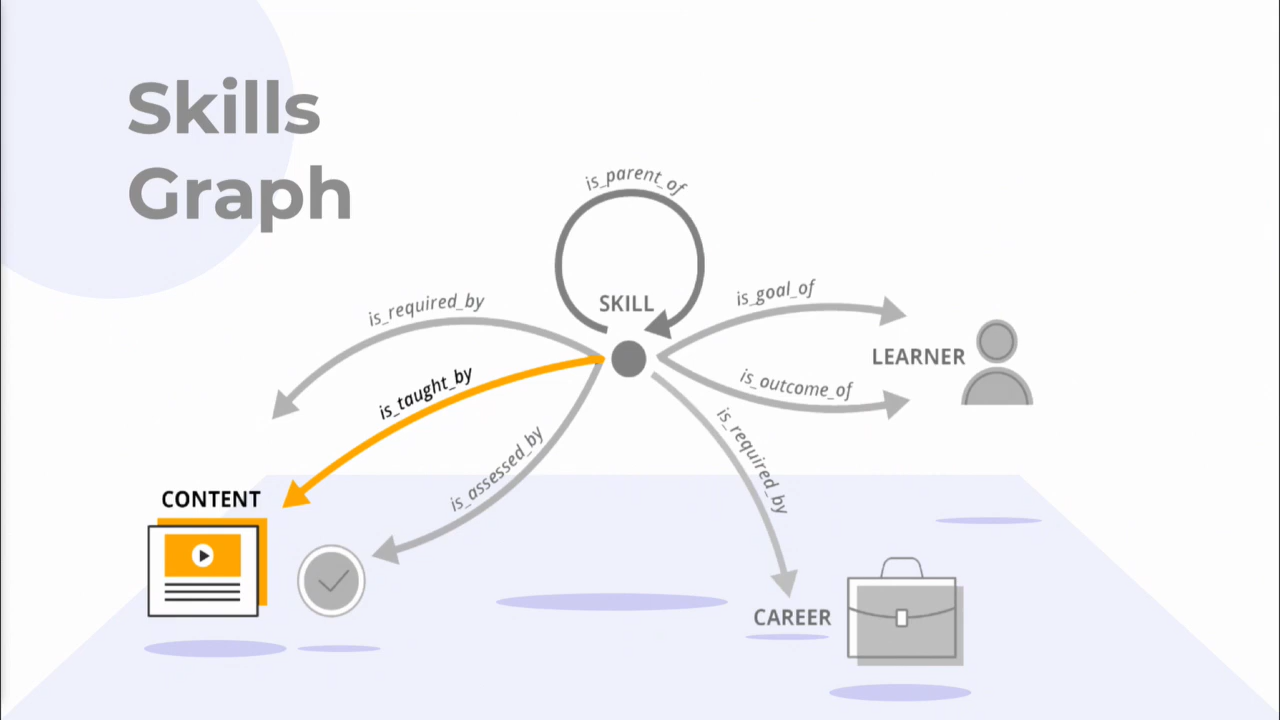 Skills
Graph
is_parent_of
SKILL
is_required_by
is_goal_of
LEARNER
is_taught_by
is_outcome_of
is_assessed_by
is_required_by
CONTENT
CAREER